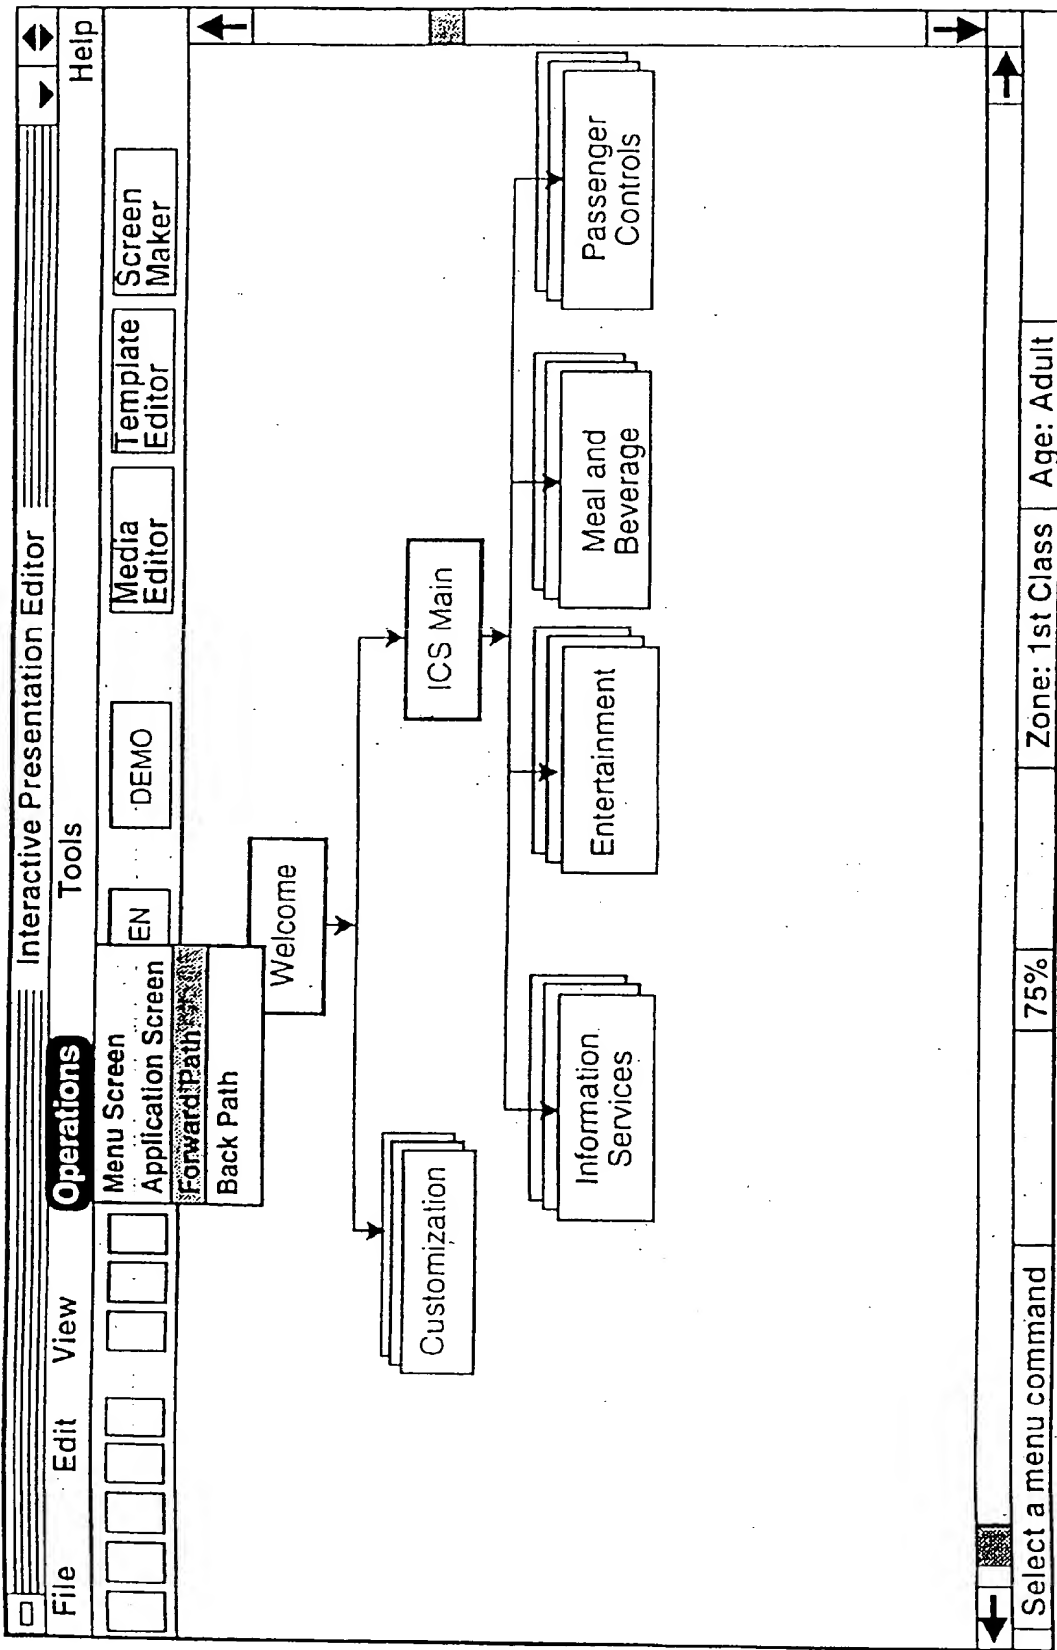 Interactive Presentation Editor
File Edit View Operations Tools Help
Menu Screen
Application Screen
Forward Path
Back Path
EN
DEMO
Media
Editor
Template
Editor
Screen
Maker
Welcome
Customization
ICS Main
Information
Services
Entertainment
Meal and
Beverage
Passenger
Controls
Select a menu command 75% Zone: 1st Class Age: Adult